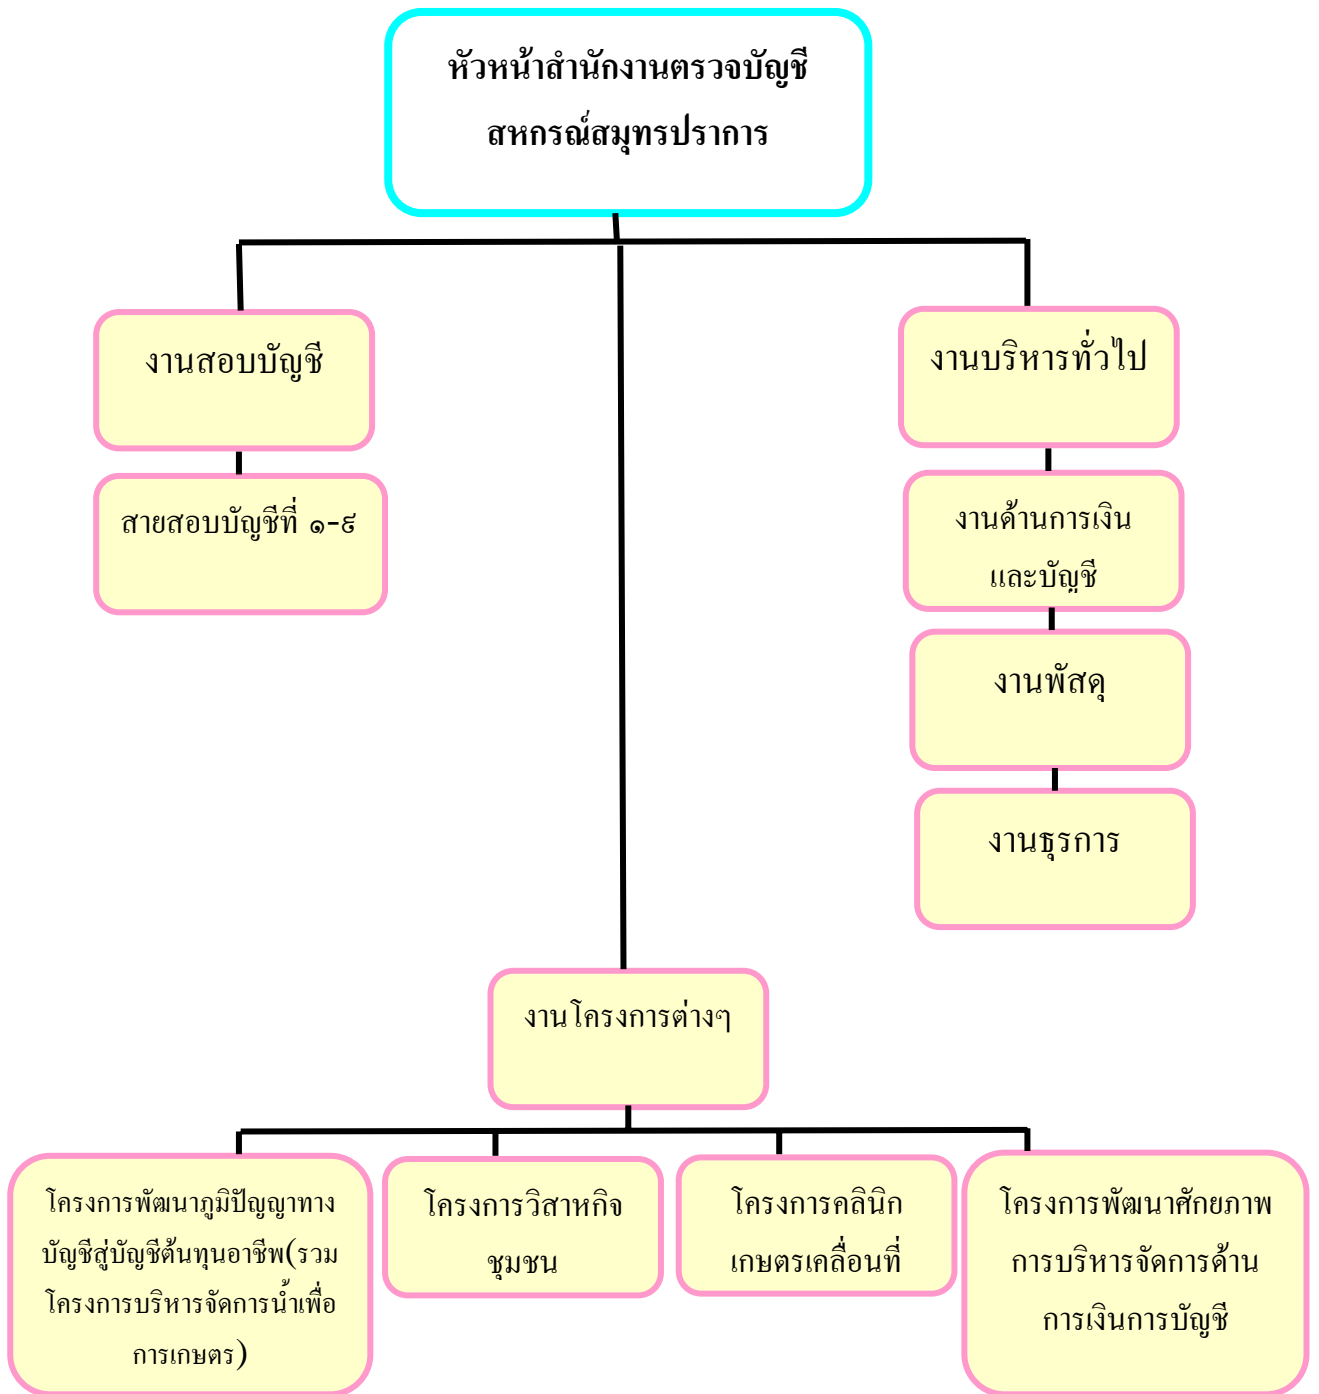 หัวหน้าสำนักงานตรวจบัญชี
สหกรณ์สมุทรปราการ
งานสอบบัญชี
สายสอบบัญชีที่ ๑-๙
งานบริหารทั่วไป
งานด้านการเงิน
และบัญชี
งานพัสดุ
งานธุรการ
งานโครงการต่างๆ
โครงการพัฒนาภูมิปัญญาทาง
บัญชีสู่บัญชีต้นทุนอาชีพ(รวม
โครงการบริหารจัดการน้ำเพื่อ
การเกษตร)
โครงการวิสาหกิจ
ชุมชน
โครงการคลินิก
เกษตรเคลื่อนที่
โครงการพัฒนาศักยภาพ
การบริหารจัดการด้าน
การเงินการบัญชี